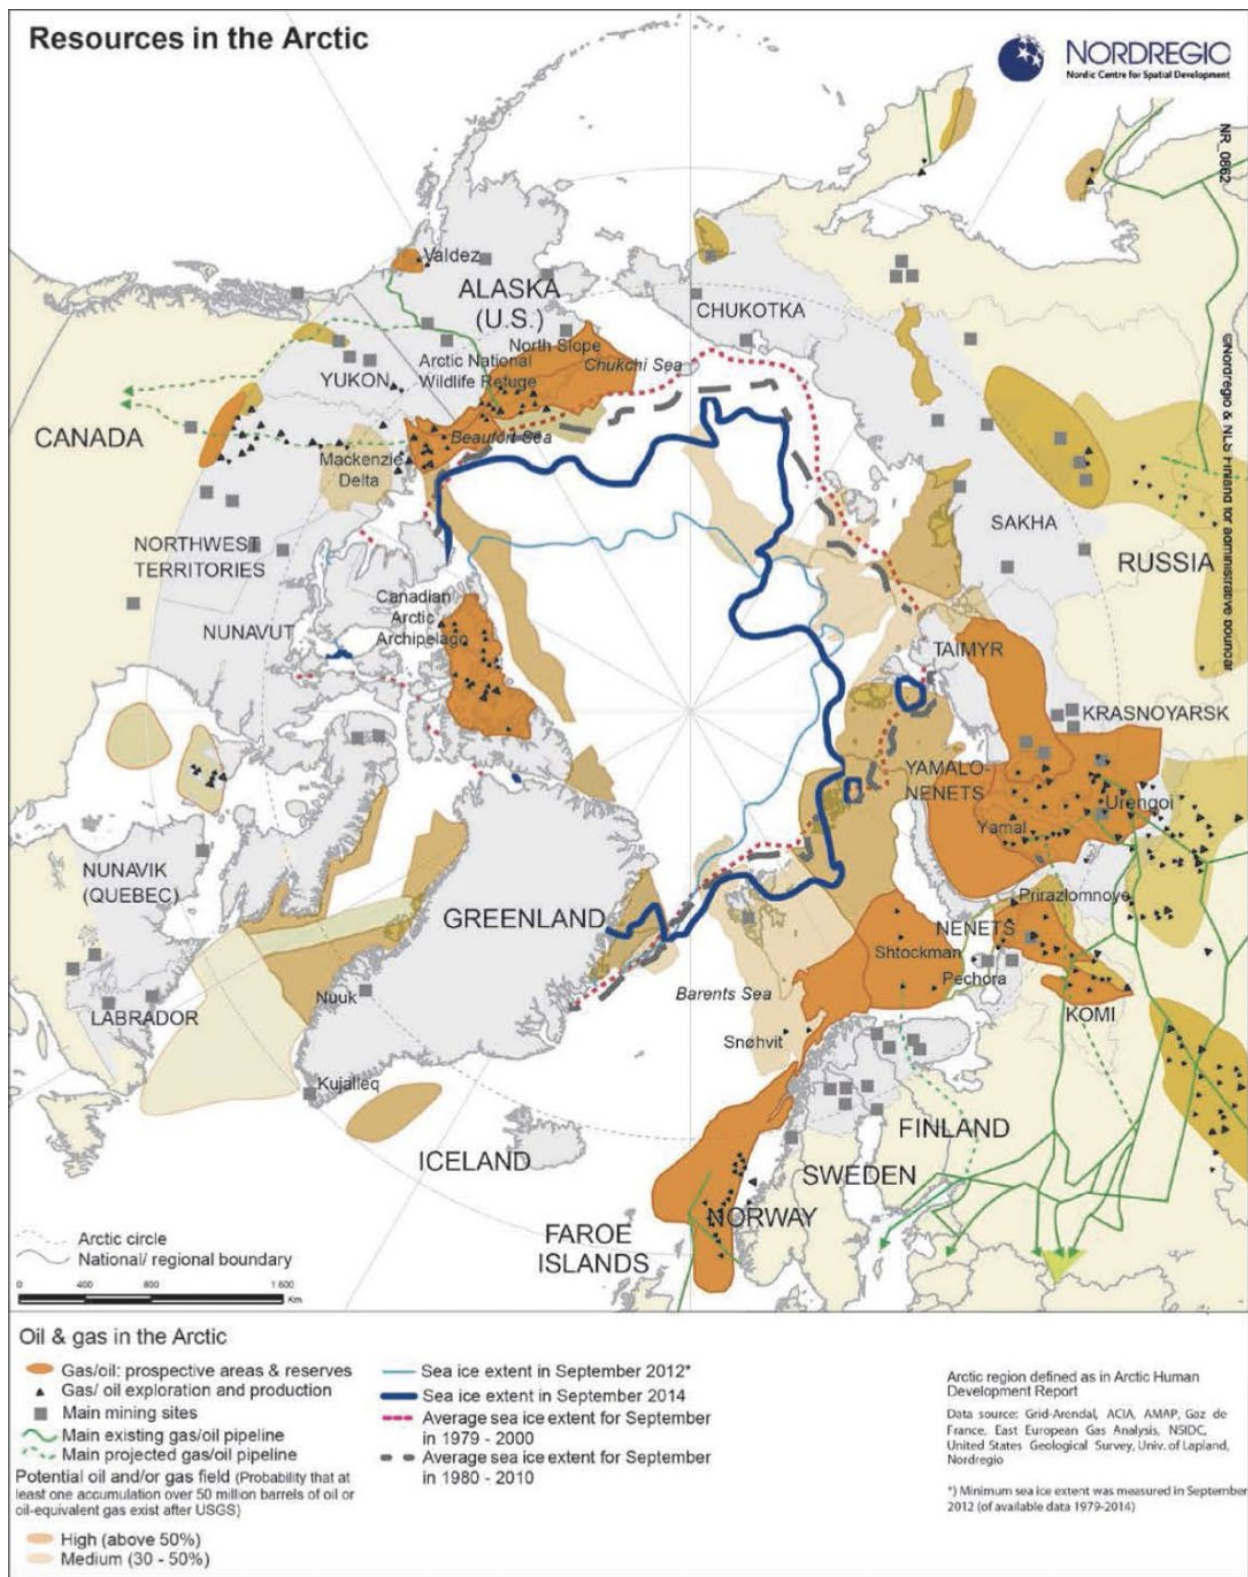 Resources in the Arctic
NORDREGIO
Nordic Centre for Spatial Development
NR_0862
Valdez
ALASKA
(U.S.)
CHUKOTKA
North Slope
Chukchi Sea
Arctic National
Wildlife Refuge
YUKON
CANADA
Beaufort Sea
Mackenzie
Delta
SAKHA
NORTHWEST
TERRITORIES
RUSSIA
Canadian
Arctic
Archipelago
NUNAVUT
TAIMYR
KRASNOYARSK
YAMALO-
NENETS
Urengoi
Yamal
NUNAVIK
(QUEBEC)
Prirazlomnoye
GREENLAND
NENETS
Shtockman
Pechora
Barents Sea
Nuuk
LABRADOR
KOMI
Snøhvit
Kujalleq
FINLAND
ICELAND
SWEDEN
NORWAY
FAROE
ISLANDS
©Nordregio & NLS Finland for administrative
Arctic circle
National/ regional boundary
0 400 800 1 600
Km
Oil & gas in the Arctic
Gas/oil: prospective areas & reserves
Gas/ oil exploration and production
Main mining sites
Main existing gas/oil pipeline
Main projected gas/oil pipeline
Potential oil and/or gas field (Probability that at
least one accumulation over 50 million barrels of oil or
oil-equivalent gas exist after USGS)
High (above 50%)
Medium (30 - 50%)
Sea ice extent in September 2012*
Sea ice extent in September 2014
Average sea ice extent for September
in 1979 - 2000
Average sea ice extent for September
in 1980 - 2010
Arctic region defined as in Arctic Human
Development Report
Data source: Grid-Arendal, ACIA, AMAP, Gaz de
France, East European Gas Analysis, NSIDC,
United States Geological Survey, Univ. of Lapland,
Nordregio
*) Minimum sea ice extent was measured in September
2012 (of available data 1979-2014)